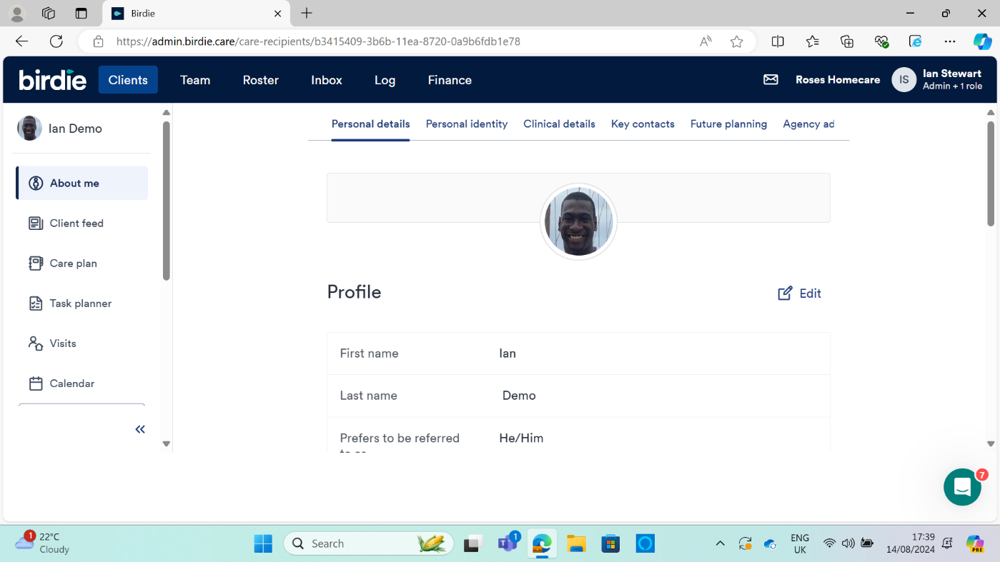 Birdie
https://admin.birdie.care/care-recipients/b3415409-3b6b-11ea-8720-0a9b6fdb1e78
birdie Clients Team Roster Inbox Log Finance Roses Homecare IS Ian Stewart
Admin + 1 role
Ian Demo
Personal details Personal identity Clinical details Key contacts Future planning Agency ad
About me
Client feed
Care plan
Task planner
Visits
Calendar
Profile Edit
First name Ian
Last name Demo
Prefers to be referred He/Him
to as
7
1 22°C
Cloudy
Search
1
PRE
ENG
UK
17:39
14/08/2024